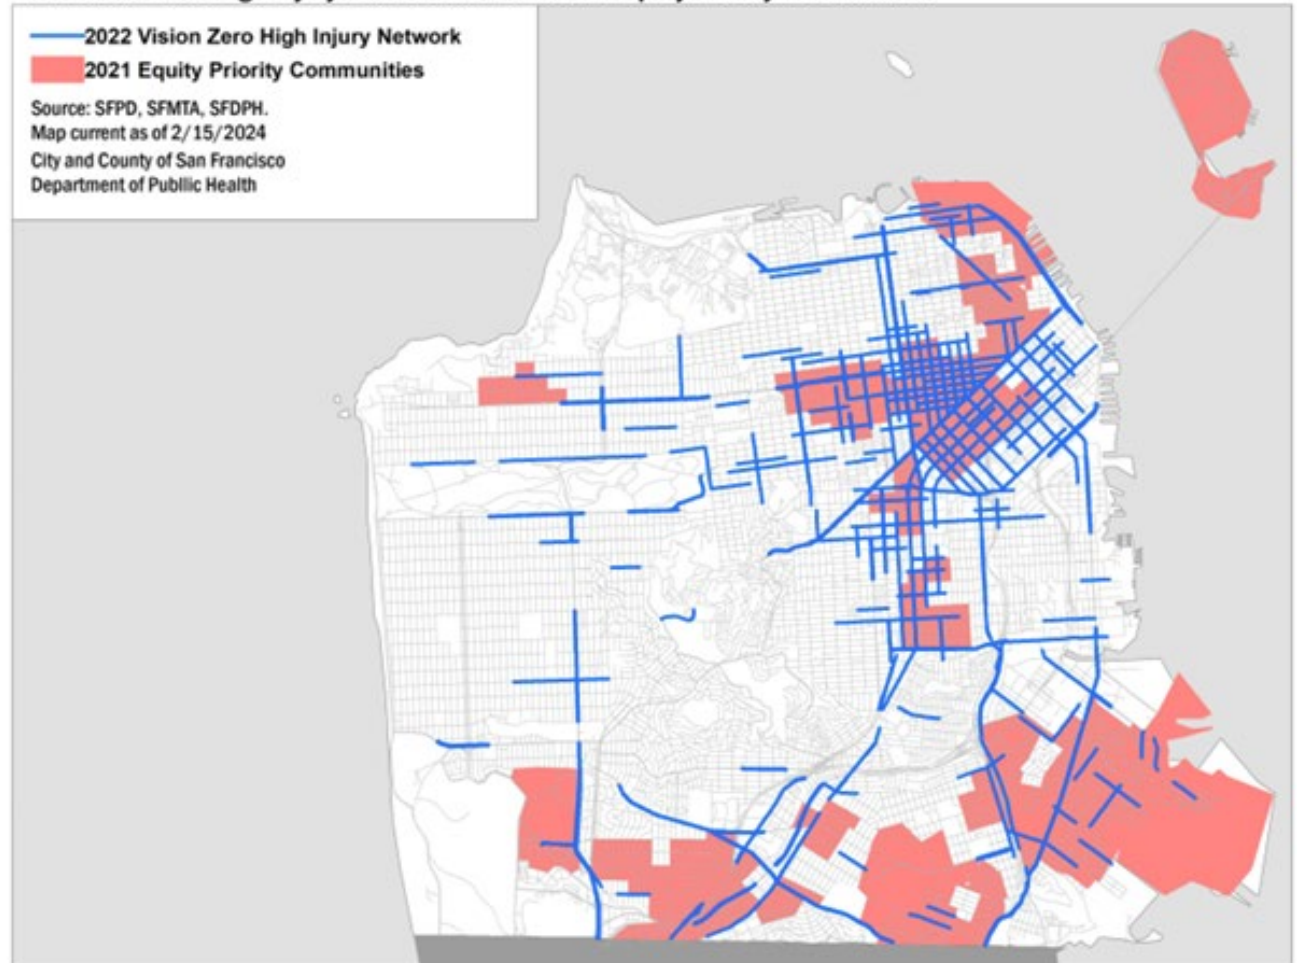 2022 Vision Zero High Injury Network
2021 Equity Priority Communities
Source: SFPD, SFMTA, SFDPH.
Map current as of 2/15/2024
City and County of San Francisco
Department of Publlic Health